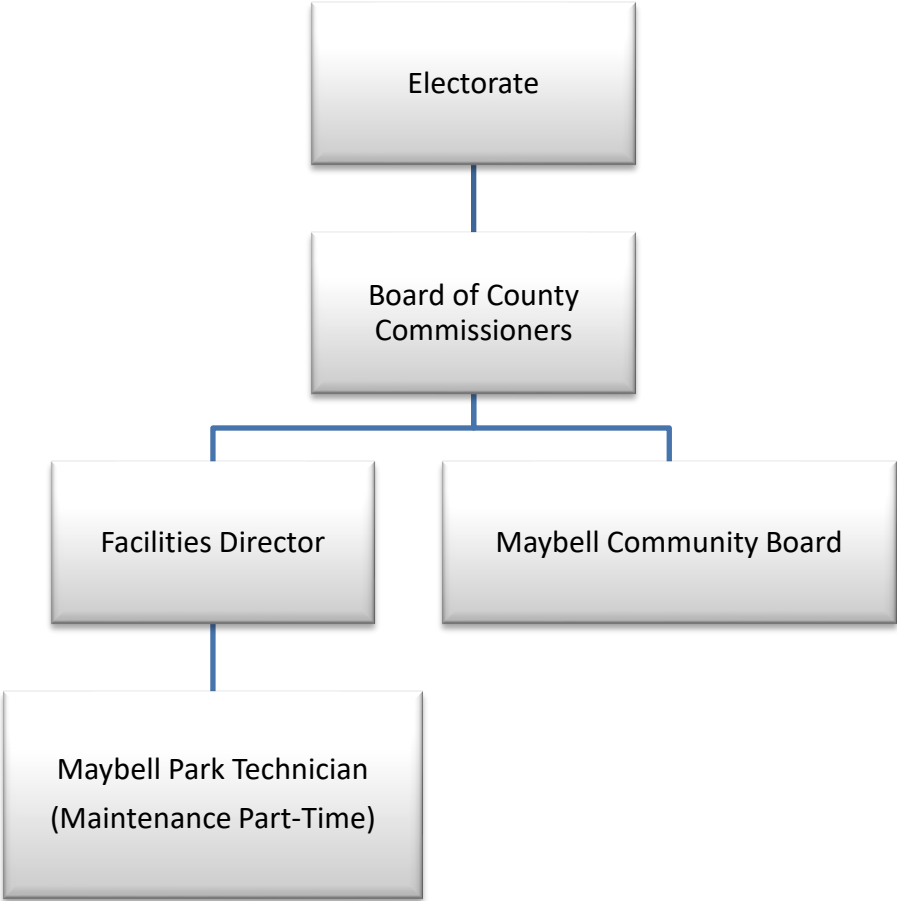 Electorate
Board of County
Commissioners
Facilities Director
Maybell Community Board
Maybell Park Technician
(Maintenance Part-Time)